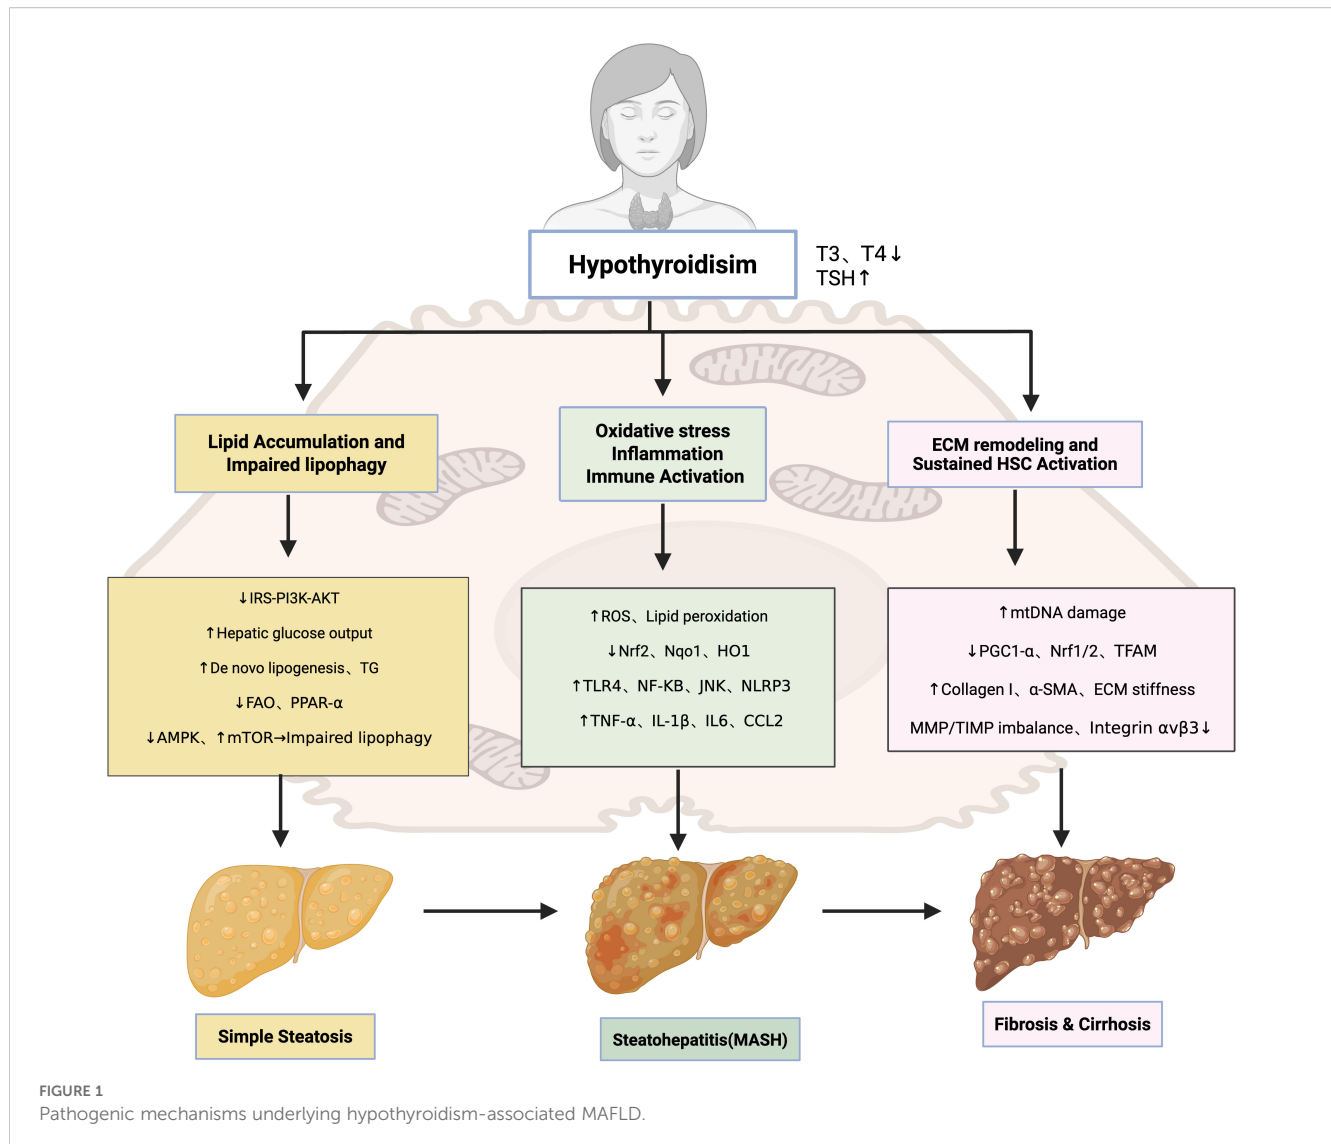 Hypothyroidisim
T3、T4↓
TSH↑
Lipid Accumulation and
Impaired lipophagy
Oxidative stress
Inflammation
Immune Activation
ECM remodeling and
Sustained HSC Activation
↓IRS-PI3K-AKT
↑Hepatic glucose output
↑De novo lipogenesis、TG
↓FAO、PPAR-α
↓AMPK、↑mTOR→Impaired lipophagy
↑ROS、Lipid peroxidation
↓Nrf2、Nqo1、HO1
↑TLR4、NF-KB、JNK、NLRP3
↑TNF-α、IL-1β、IL6、CCL2
↑mtDNA damage
↓PGC1-α、Nrf1/2、TFAM
↑Collagen I、α-SMA、ECM stiffness
MMP/TIMP imbalance、Integrin αvβ3↓
Simple Steatosis
Steatohepatitis(MASH)
Fibrosis & Cirrhosis
FIGURE 1
Pathogenic mechanisms underlying hypothyroidism-associated MAFLD.